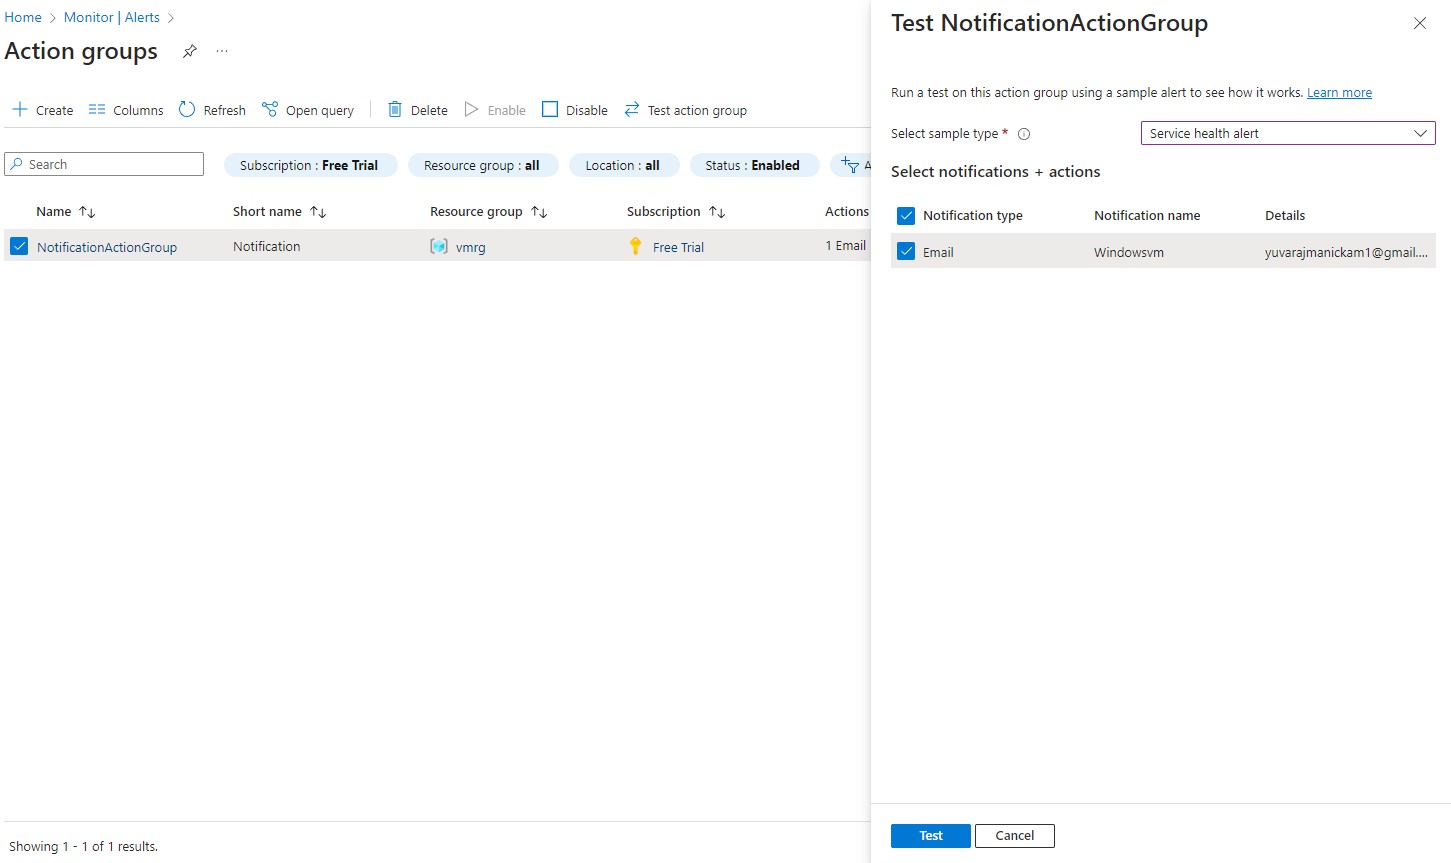 Home > Monitor | Alerts >
Action groups ...
Create Columns Refresh Open query Delete Enable Disable Test action group
Search Subscription : Free Trial Resource group : all Location : all Status : Enabled A
Name Short name Resource group Subscription Actions
NotificationActionGroup Notification vmrg Free Trial 1 Email
Showing 1 - 1 of 1 results.
Test NotificationActionGroup
Run a test on this action group using a sample alert to see how it works. Learn more
Select sample type * Service health alert
Select notifications + actions
Notification type Notification name Details
Email Windowsvm yuvarajmanickam1@gmail....
Test Cancel